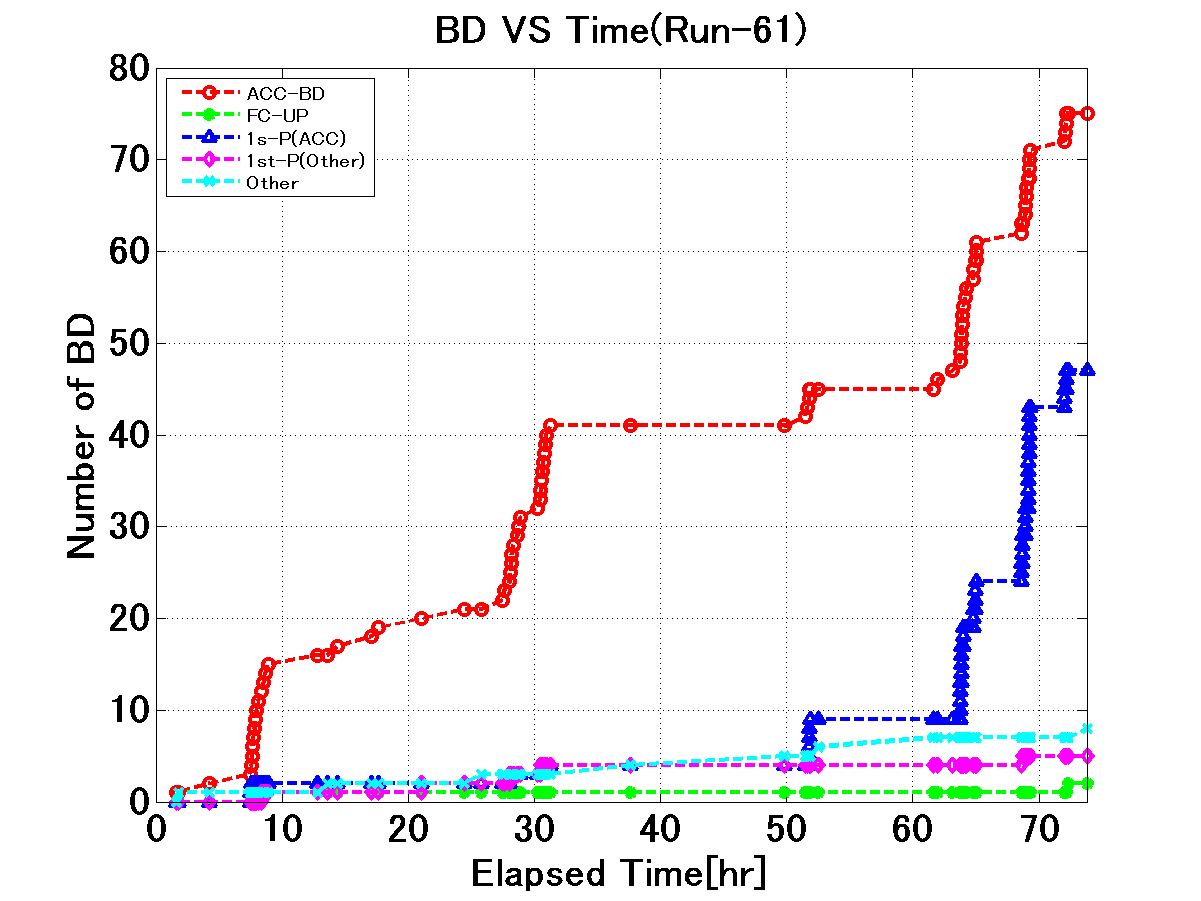 BD VS Time(Run-61)
80
70
60
50
40
30
20
10
0
Number of BD
ACC-BD
FC-UP
1s-P(ACC)
1st-P(Other)
Other
0 10 20 30 40 50 60 70
Elapsed Time[hr]